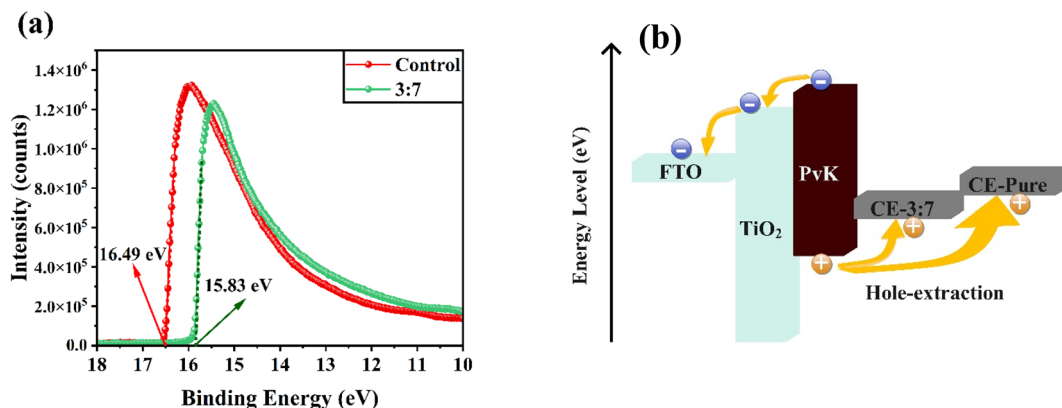 (a)
Control
3:7
1.4×10⁶
1.2×10⁶
1.0×10⁶
8.0×10⁵
6.0×10⁵
4.0×10⁵
2.0×10⁵
0.0
Intensity (counts)
16.49 eV
15.83 eV
18 17 16 15 14 13 12 11 10
Binding Energy (eV)
(b)
Energy Level (eV)
FTO
TiO₂
PvK
CE-3:7
CE-Pure
Hole-extraction